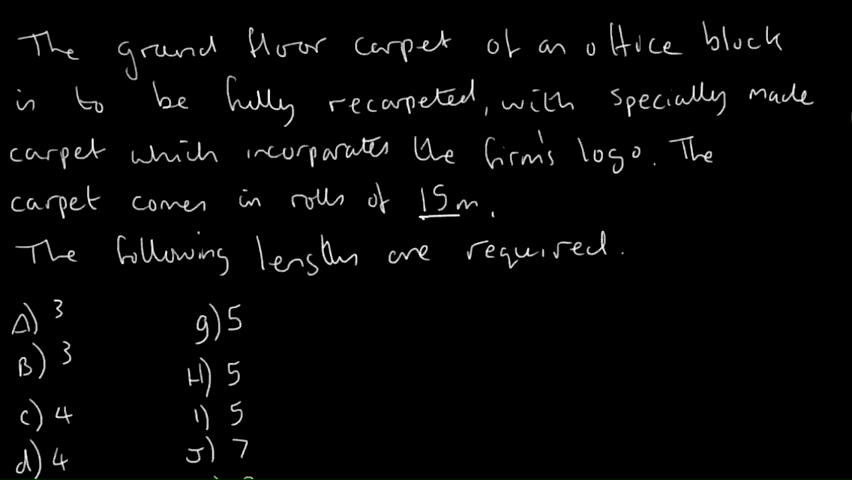 The ground floor carpet of an office block
is to be fully recarpeted, with specially made
carpet which incorporates the firm's logo. The
carpet comes in rolls of 15m.
The following lengths are required.
A) 3 g) 5
B) 3 H) 5
c) 4 I) 5
d) 4 J) 7